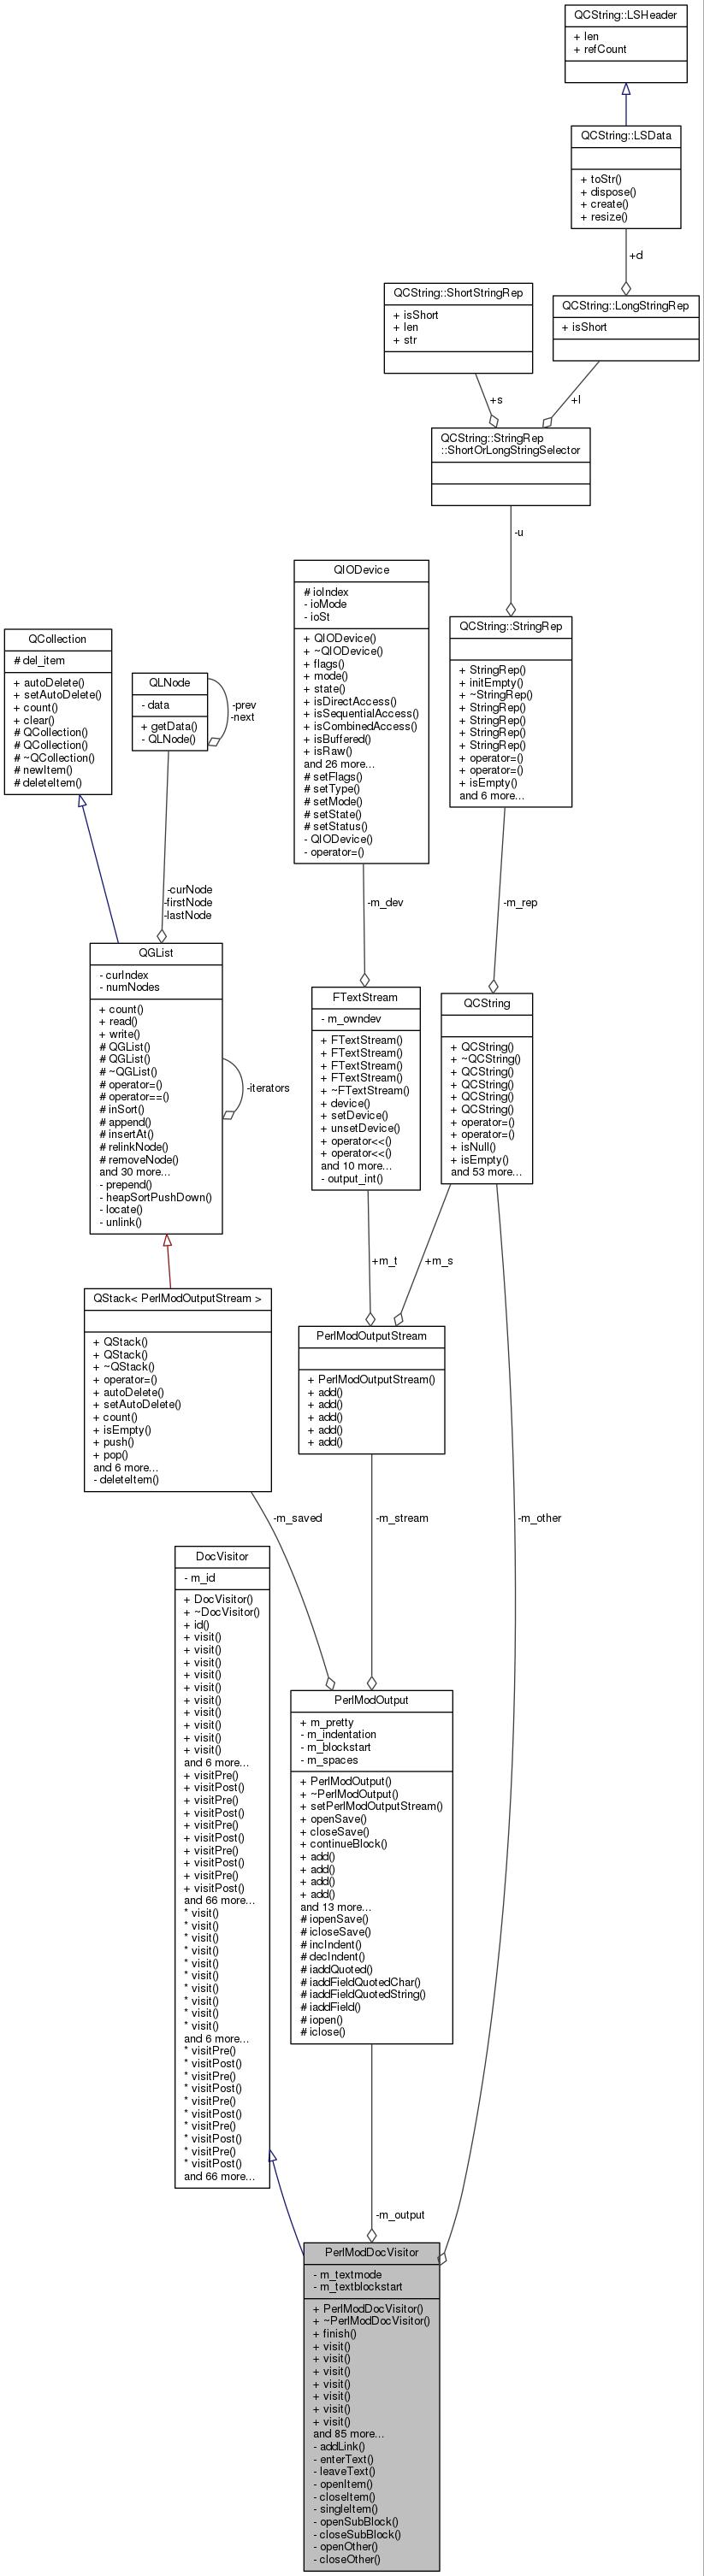 QCString::LSHeader
+ len
+ refCount
QCString::LSData
+ toStr()
+ dispose()
+ create()
+ resize()
+d
QCString::ShortStringRep
+ isShort
+ len
+ str
QCString::LongStringRep
+ isShort
+s
+l
QCString::StringRep
::ShortOrLongStringSelector
-u
QIODevice
# ioIndex
- ioMode
- ioSt
+ QIODevice()
+ ~QIODevice()
+ flags()
+ mode()
+ state()
+ isDirectAccess()
+ isSequentialAccess()
+ isCombinedAccess()
+ isBuffered()
+ isRaw()
and 26 more...
# setFlags()
# setType()
# setMode()
# setState()
# setStatus()
- QIODevice()
- operator=()
QCString::StringRep
+ StringRep()
+ initEmpty()
+ ~StringRep()
+ StringRep()
+ StringRep()
+ StringRep()
+ StringRep()
+ operator=()
+ operator=()
+ isEmpty()
and 6 more...
QCollection
# del_item
+ autoDelete()
+ setAutoDelete()
+ count()
+ clear()
# QCollection()
# QCollection()
# ~QCollection()
# newItem()
# deleteItem()
QLNode
- data
+ getData()
- QLNode()
-prev
-next
-curNode
-firstNode
-lastNode
-m_dev
-m_rep
QGList
- curIndex
- numNodes
+ count()
+ read()
+ write()
# QGList()
# QGList()
# ~QGList()
# operator=()
# operator==()
# inSort()
# append()
# insertAt()
# relinkNode()
# removeNode()
and 30 more...
- prepend()
- heapSortPushDown()
- locate()
- unlink()
-iterators
FTextStream
- m_owndev
+ FTextStream()
+ FTextStream()
+ FTextStream()
+ FTextStream()
+ ~FTextStream()
+ device()
+ setDevice()
+ unsetDevice()
+ operator<<()
+ operator<<()
and 10 more...
- output_int()
QCString
+ QCString()
+ ~QCString()
+ QCString()
+ QCString()
+ QCString()
+ QCString()
+ operator=()
+ operator=()
+ isNull()
+ isEmpty()
and 53 more...
+m_t
+m_s
QStack< PerlModOutputStream >
+ QStack()
+ QStack()
+ ~QStack()
+ operator=()
+ autoDelete()
+ setAutoDelete()
+ count()
+ isEmpty()
+ push()
+ pop()
and 6 more...
- deleteItem()
PerlModOutputStream
+ PerlModOutputStream()
+ add()
+ add()
+ add()
+ add()
+ add()
-m_saved
-m_stream
-m_other
DocVisitor
- m_id
+ DocVisitor()
+ ~DocVisitor()
+ id()
+ visit()
+ visit()
+ visit()
+ visit()
+ visit()
+ visit()
+ visit()
+ visit()
+ visit()
+ visit()
and 6 more...
+ visitPre()
+ visitPost()
+ visitPre()
+ visitPost()
+ visitPre()
+ visitPost()
+ visitPre()
+ visitPost()
+ visitPre()
+ visitPost()
and 66 more...
* visit()
* visit()
* visit()
* visit()
* visit()
* visit()
* visit()
* visit()
* visit()
* visit()
and 6 more...
* visitPre()
* visitPost()
* visitPre()
* visitPost()
* visitPre()
* visitPost()
* visitPre()
* visitPost()
* visitPre()
* visitPost()
and 66 more...
PerlModOutput
+ m_pretty
- m_indentation
- m_blockstart
- m_spaces
+ PerlModOutput()
+ ~PerlModOutput()
+ setPerlModOutputStream()
+ openSave()
+ closeSave()
+ continueBlock()
+ add()
+ add()
+ add()
+ add()
and 13 more...
# iopenSave()
# icloseSave()
# incIndent()
# decIndent()
# iaddQuoted()
# iaddFieldQuotedChar()
# iaddFieldQuotedString()
# iaddField()
# iopen()
# iclose()
-m_output
PerlModDocVisitor
- m_textmode
- m_textblockstart
+ PerlModDocVisitor()
+ ~PerlModDocVisitor()
+ finish()
+ visit()
+ visit()
+ visit()
+ visit()
+ visit()
+ visit()
+ visit()
and 85 more...
- addLink()
- enterText()
- leaveText()
- openItem()
- closeItem()
- singleItem()
- openSubBlock()
- closeSubBlock()
- openOther()
- closeOther()